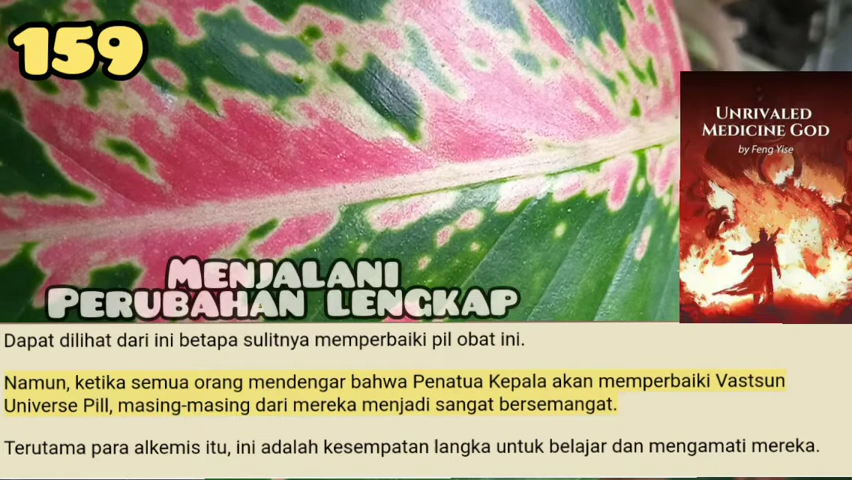 159
UNRIVALED
MEDICINE GOD
by Feng Yise
MENJALANI
PERUBAHAN LENGKAP
Dapat dilihat dari ini betapa sulitnya memperbaiki pil obat ini.
Namun, ketika semua orang mendengar bahwa Penatua Kepala akan memperbaiki Vastsun
Universe Pill, masing-masing dari mereka menjadi sangat bersemangat.
Terutama para alkemis itu, ini adalah kesempatan langka untuk belajar dan mengamati mereka.